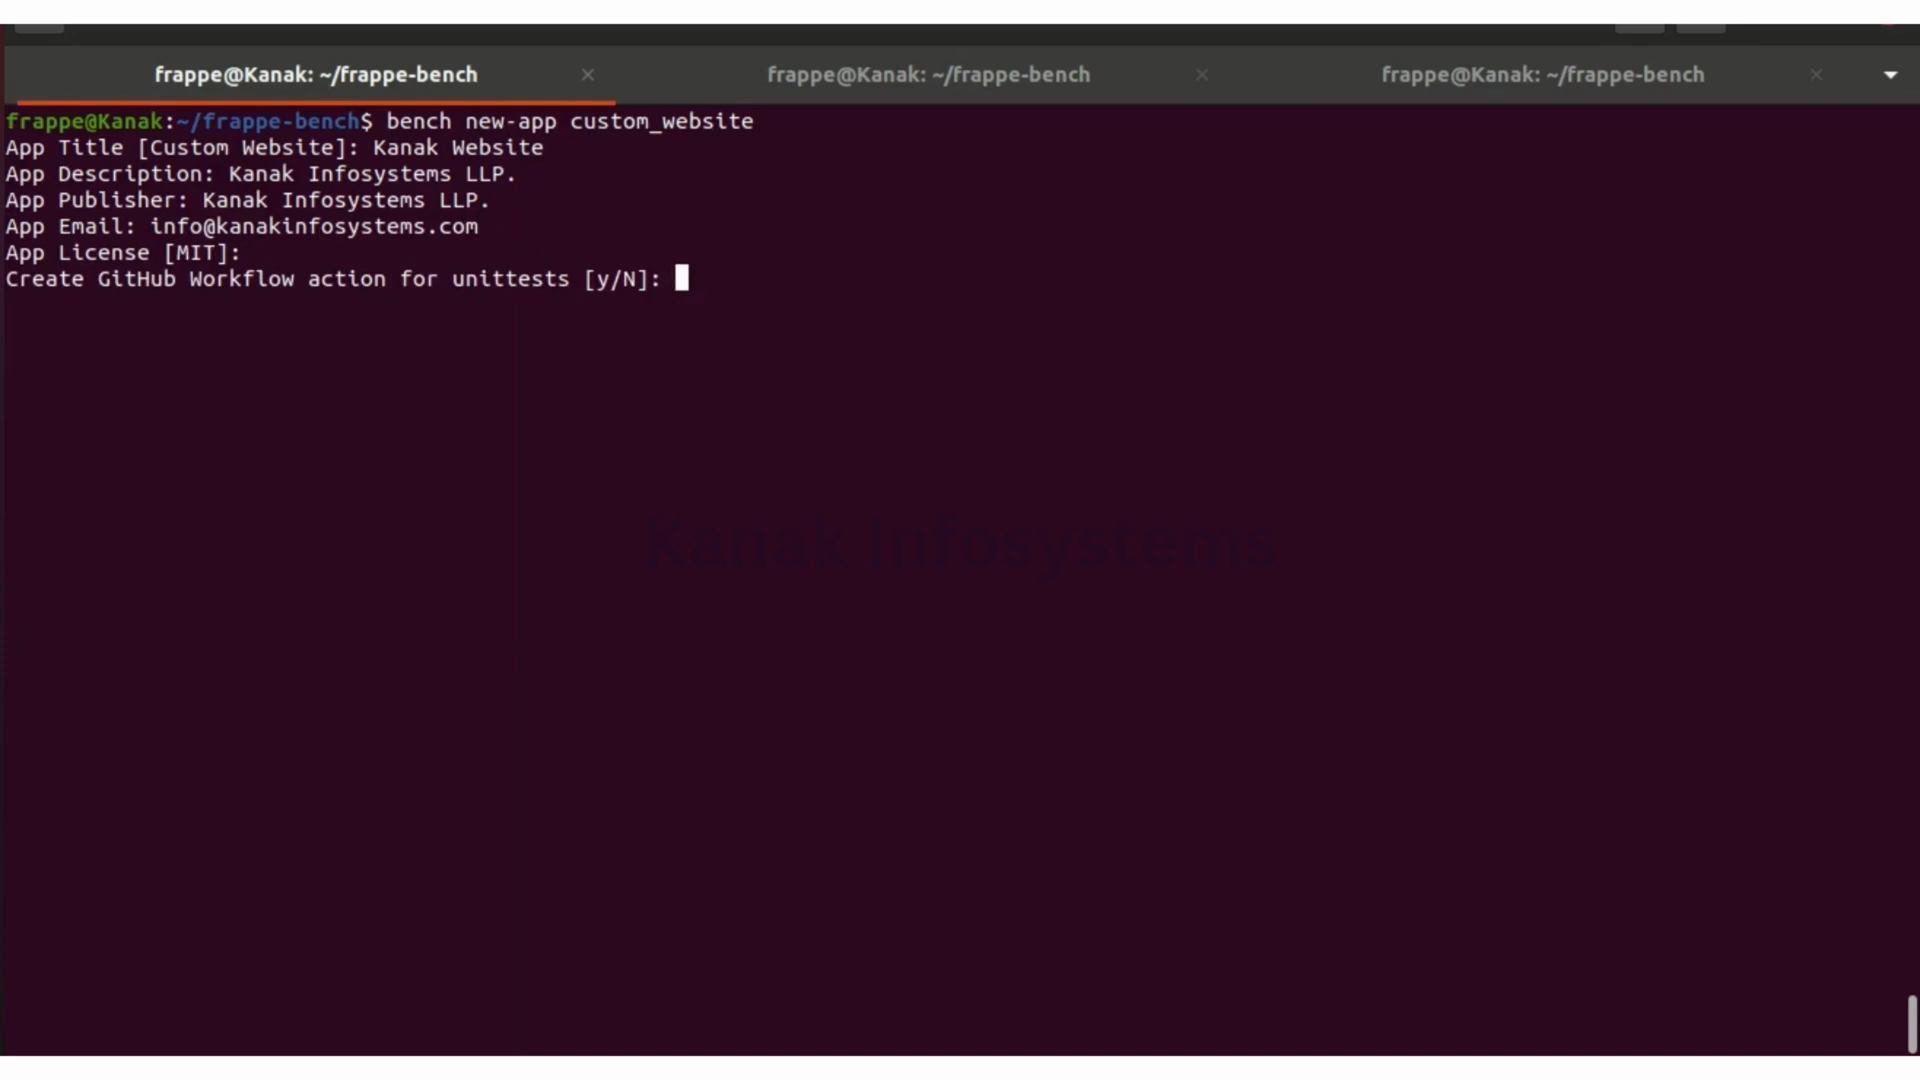 frappe@Kanak: ~/frappe-bench
frappe@Kanak: ~/frappe-bench
frappe@Kanak: ~/frappe-bench
frappe@Kanak:~/frappe-bench$ bench new-app custom_website
App Title [Custom Website]: Kanak Website
App Description: Kanak Infosystems LLP.
App Publisher: Kanak Infosystems LLP.
App Email: info@kanakinfosystems.com
App License [MIT]:
Create GitHub Workflow action for unittests [y/N]:
Kanak Infosystems